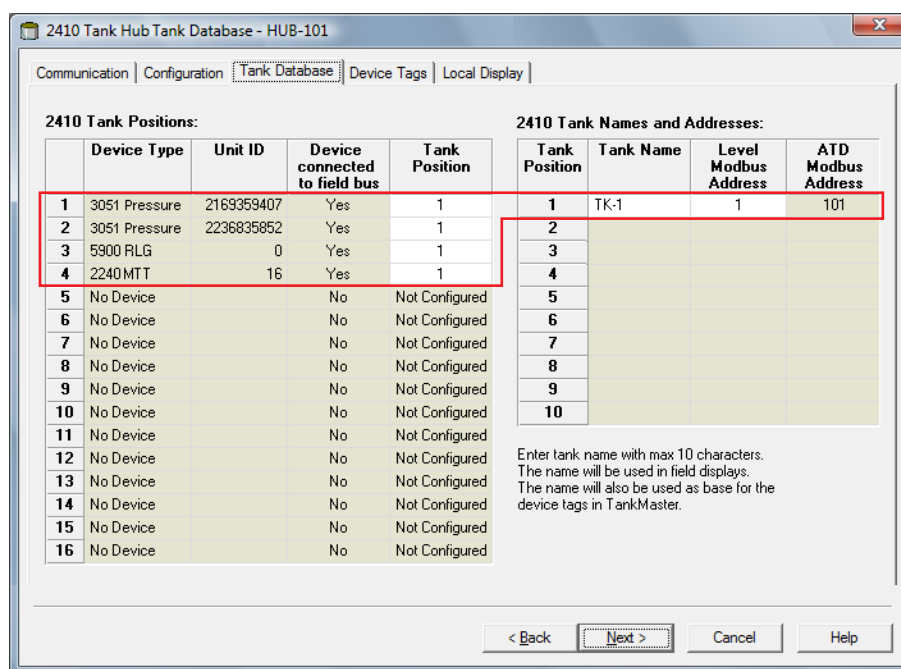 2410 Tank Hub Tank Database - HUB-101
Communication Configuration Tank Database Device Tags Local Display
2410 Tank Positions:
Device Type Unit ID Device connected to field bus Tank Position
1 3051 Pressure 2169359407 Yes 1
2 3051 Pressure 2236835852 Yes 1
3 5900 RLG 0 Yes 1
4 2240 MTT 16 Yes 1
5 No Device No Not Configured
6 No Device No Not Configured
7 No Device No Not Configured
8 No Device No Not Configured
9 No Device No Not Configured
10 No Device No Not Configured
11 No Device No Not Configured
12 No Device No Not Configured
13 No Device No Not Configured
14 No Device No Not Configured
15 No Device No Not Configured
16 No Device No Not Configured
2410 Tank Names and Addresses:
Tank Position Tank Name Level Modbus Address ATD Modbus Address
1 TK-1 1 101
2
3
4
5
6
7
8
9
10
Enter tank name with max 10 characters.
The name will be used in field displays.
The name will also be used as base for the
device tags in TankMaster.
< Back Next > Cancel Help